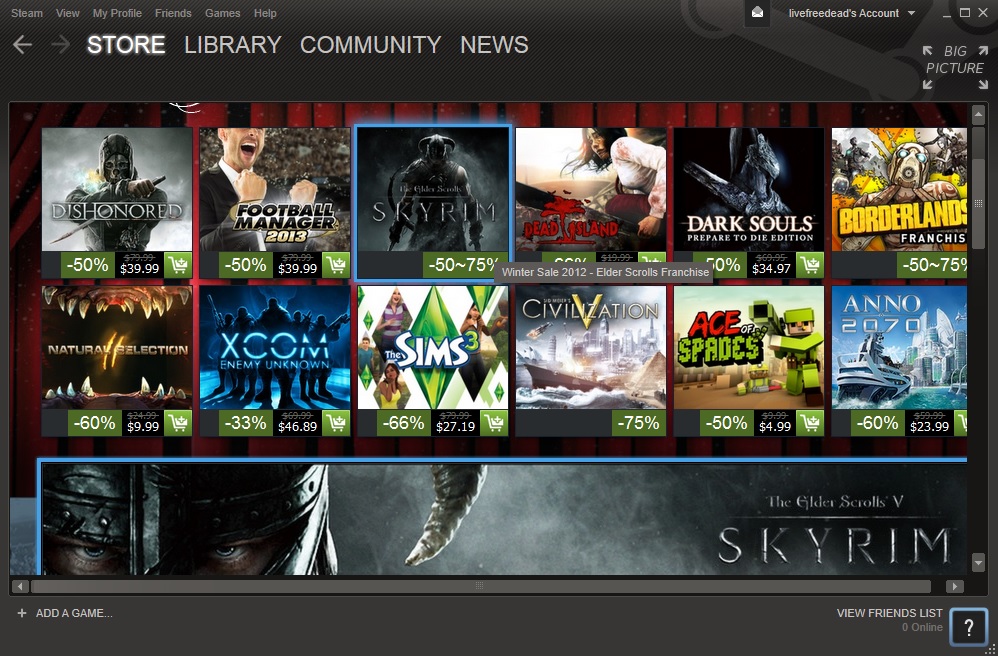 Steam View My Profile Friends Games Help
livefreedead's Account
STORE LIBRARY COMMUNITY NEWS
BIG
PICTURE
DISHONORED
-50% $79.99
$39.99
FOOTBALL
MANAGER
2013
-50% $79.99
$39.99
The Elder Scrolls
SKYRIM
-50~75%
Winter Sale 2012 - Elder Scrolls Franchise
DEAD ISLAND
-66% $19.99
DARK SOULS
PREPARE TO DIE EDITION
50% $69.95
$34.97
BORDERLANDS
FRANCHIS
-50~75%
NATURAL SELECTION
-60% $24.99
$9.99
XCOM
ENEMY UNKNOWN
-33% $69.99
$46.89
The SIMS 3
-66% $79.99
$27.19
SID MEIER'S
CIVILIZATION
V
-75%
ACE OF
SPADES
-50% $9.99
$4.99
ANNO
2070
-60% $59.99
$23.99
The Elder Scrolls V
SKYRIM
+ ADD A GAME...
VIEW FRIENDS LIST
0 Online
?